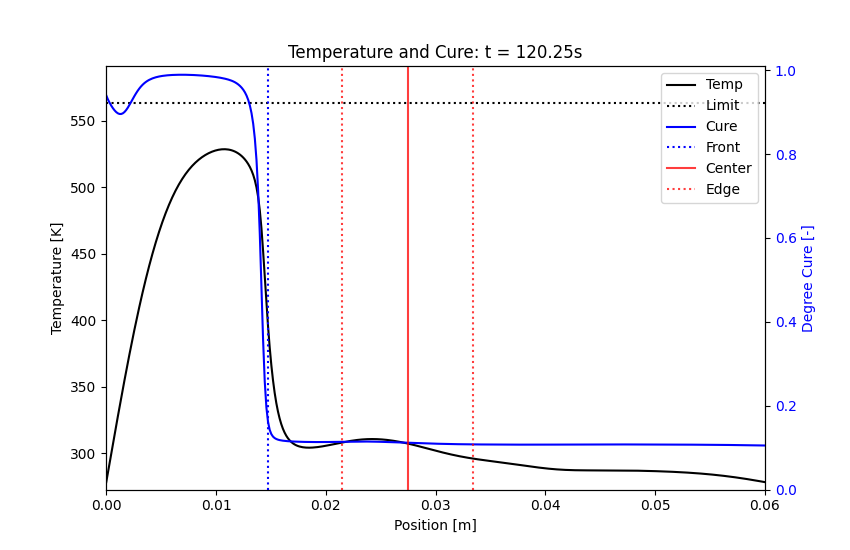 Temperature and Cure: t = 120.25s
Temp
Limit
Cure
Front
Center
Edge
Temperature [K]
550
500
450
400
350
300
Degree Cure [-]
1.0
0.8
0.6
0.4
0.2
0.0
0.00 0.01 0.02 0.03 0.04 0.05 0.06
Position [m]